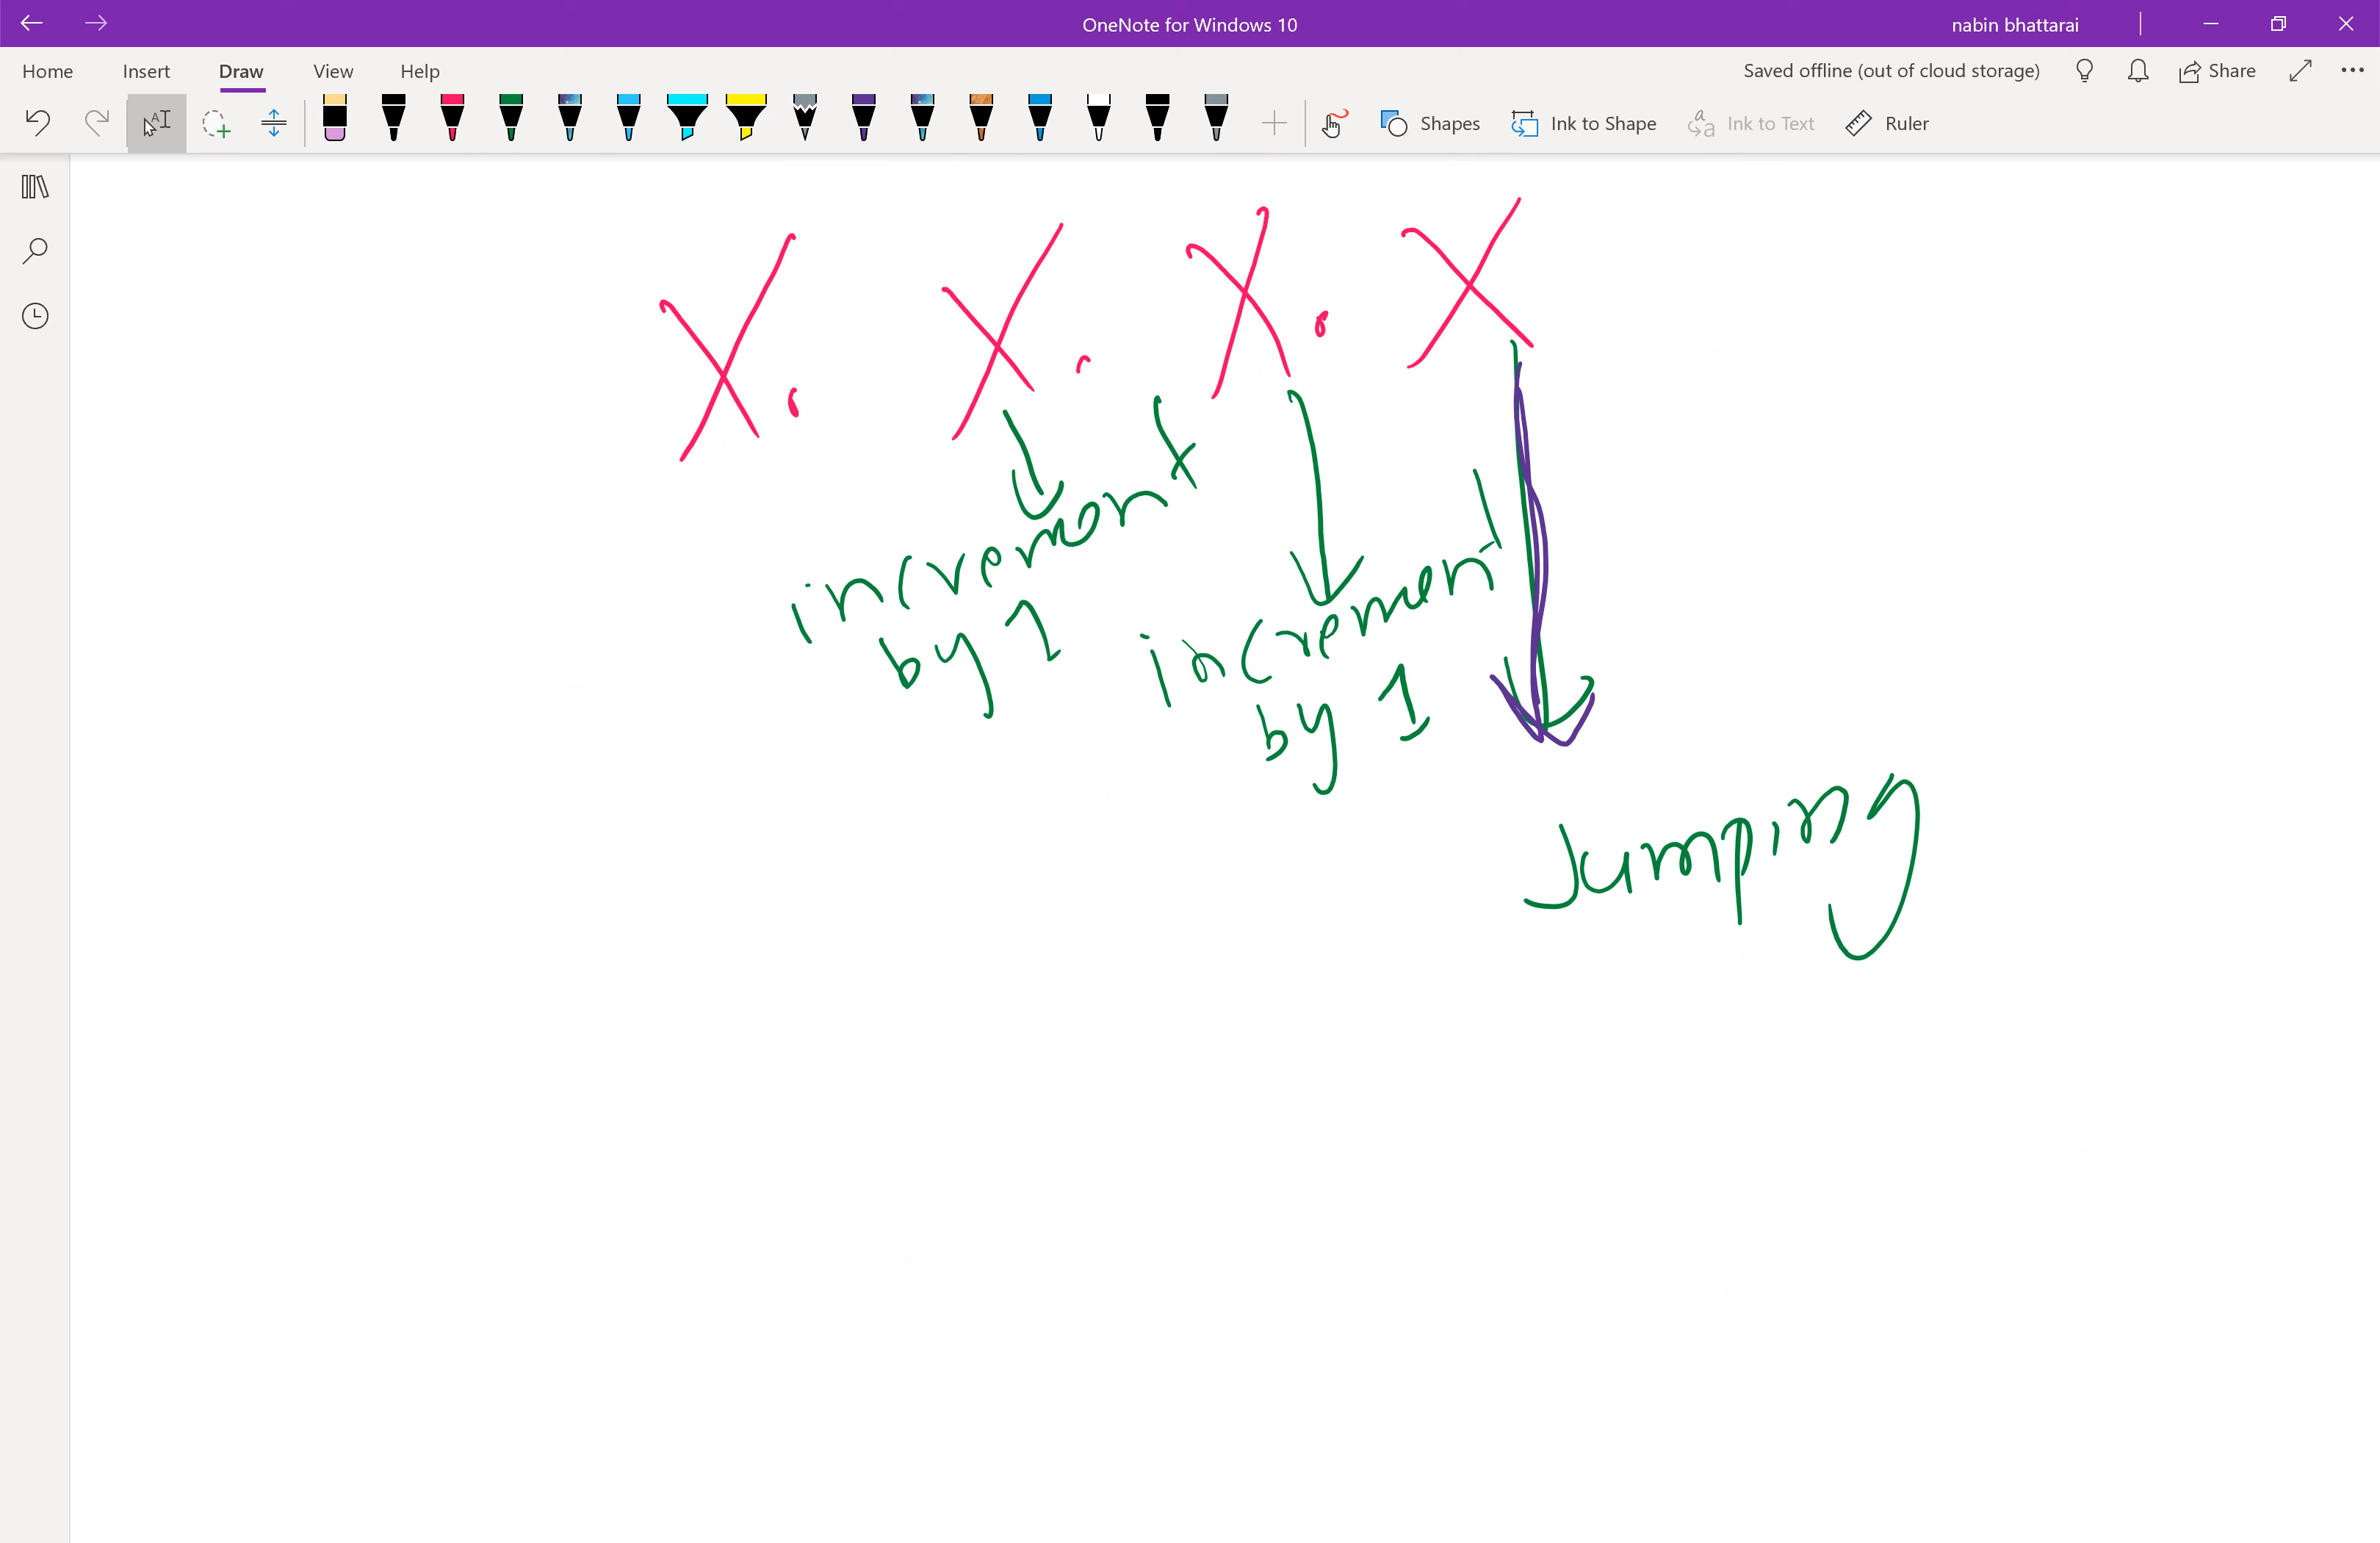 OneNote for Windows 10
nabin bhattarai
Home Insert Draw View Help
Saved offline (out of cloud storage)
Share
Shapes
Ink to Shape
Ink to Text
Ruler
X. X. X. X
increment
by 1
increment
by 1
Jumping